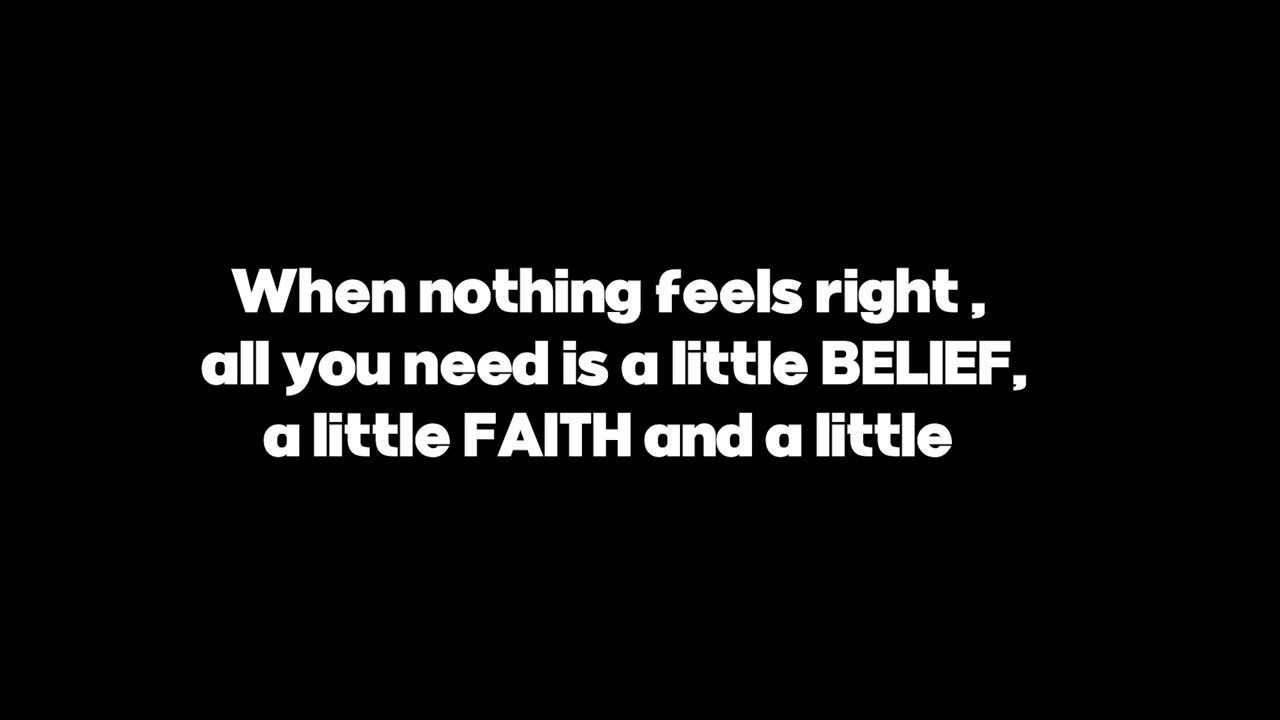 When nothing feels right ,
all you need is a little BELIEF,
a little FAITH and a little